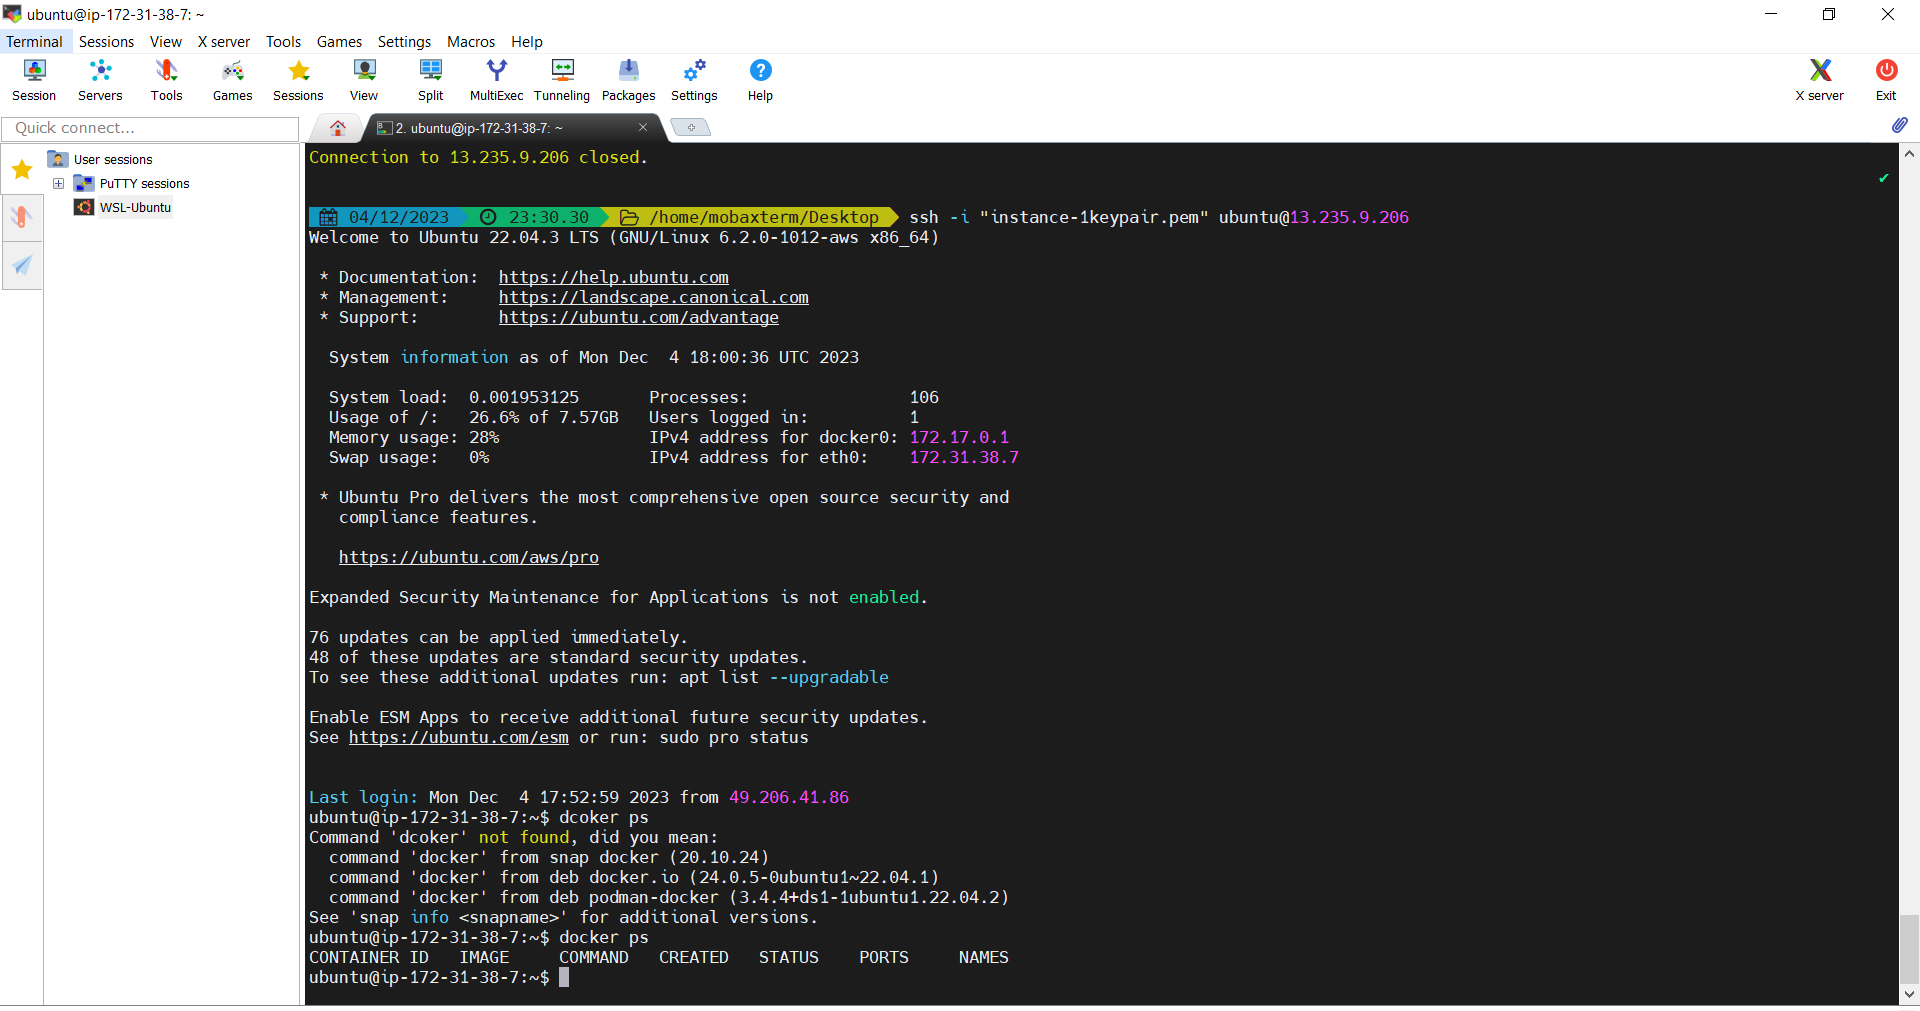 ubuntu@ip-172-31-38-7: ~
Terminal Sessions View X server Tools Games Settings Macros Help
Session Servers Tools Games Sessions View Split MultiExec Tunneling Packages Settings Help X server Exit
Quick connect...
2. ubuntu@ip-172-31-38-7: ~
User sessions
PuTTY sessions
WSL-Ubuntu
Connection to 13.235.9.206 closed.
04/12/2023 23:30.30 /home/mobaxterm/Desktop ssh -i "instance-1keypair.pem" ubuntu@13.235.9.206
Welcome to Ubuntu 22.04.3 LTS (GNU/Linux 6.2.0-1012-aws x86_64)
* Documentation: https://help.ubuntu.com
* Management: https://landscape.canonical.com
* Support: https://ubuntu.com/advantage
System information as of Mon Dec 4 18:00:36 UTC 2023
System load: 0.001953125 Processes: 106
Usage of /: 26.6% of 7.57GB Users logged in: 1
Memory usage: 28% IPv4 address for docker0: 172.17.0.1
Swap usage: 0% IPv4 address for eth0: 172.31.38.7
* Ubuntu Pro delivers the most comprehensive open source security and
compliance features.
https://ubuntu.com/aws/pro
Expanded Security Maintenance for Applications is not enabled.
76 updates can be applied immediately.
48 of these updates are standard security updates.
To see these additional updates run: apt list --upgradable
Enable ESM Apps to receive additional future security updates.
See https://ubuntu.com/esm or run: sudo pro status
Last login: Mon Dec 4 17:52:59 2023 from 49.206.41.86
ubuntu@ip-172-31-38-7:~$ dcoker ps
Command 'dcoker' not found, did you mean:
command 'docker' from snap docker (20.10.24)
command 'docker' from deb docker.io (24.0.5-0ubuntu1~22.04.1)
command 'docker' from deb podman-docker (3.4.4+ds1-1ubuntu1.22.04.2)
See 'snap info <snapname>' for additional versions.
ubuntu@ip-172-31-38-7:~$ docker ps
CONTAINER ID IMAGE COMMAND CREATED STATUS PORTS NAMES
ubuntu@ip-172-31-38-7:~$